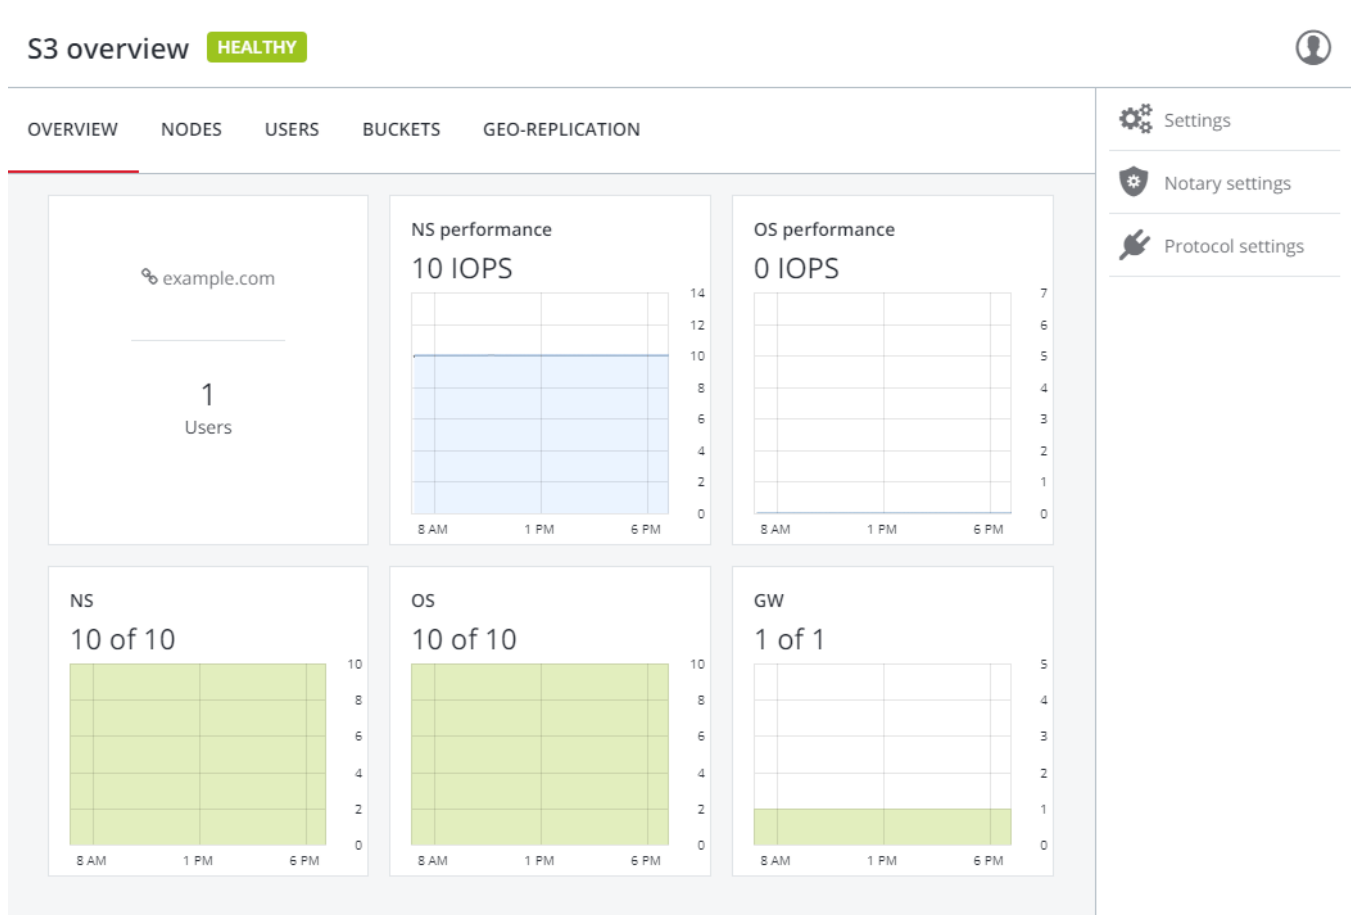 S3 overview HEALTHY
OVERVIEW NODES USERS BUCKETS GEO-REPLICATION
Settings
Notary settings
Protocol settings
example.com
1
Users
NS performance
10 IOPS
14
12
10
8
6
4
2
0
8 AM 1 PM 6 PM
OS performance
0 IOPS
7
6
5
4
3
2
1
0
8 AM 1 PM 6 PM
NS
10 of 10
10
8
6
4
2
0
8 AM 1 PM 6 PM
OS
10 of 10
10
8
6
4
2
0
8 AM 1 PM 6 PM
GW
1 of 1
5
4
3
2
1
0
8 AM 1 PM 6 PM